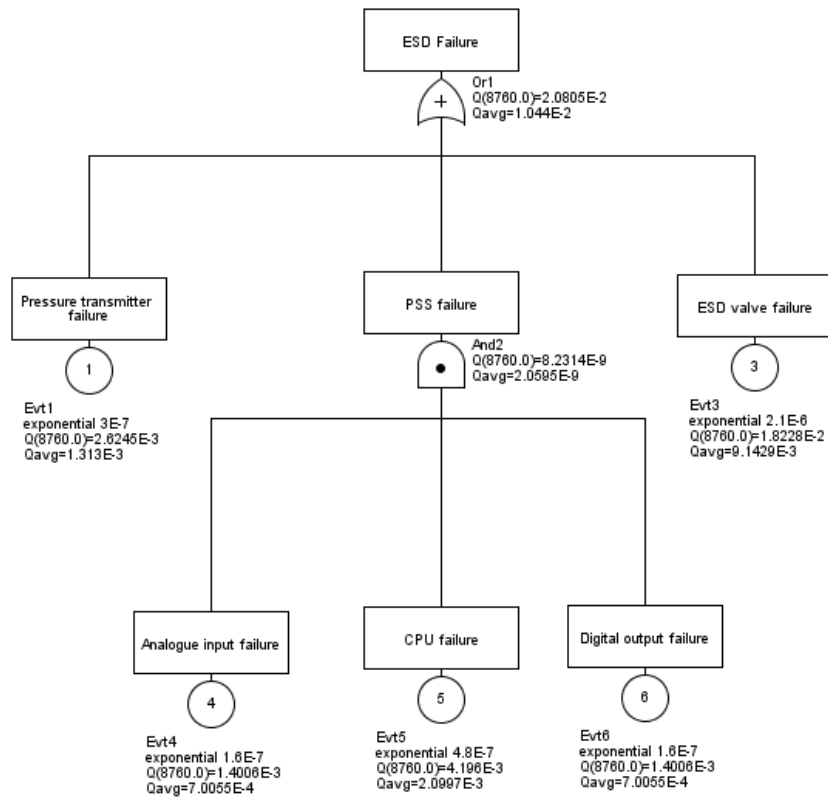 ESD Failure
+
Or1
Q(8760.0)=2.0805E-2
Qavg=1.044E-2
Pressure transmitter
failure
1
Evt1
exponential 3E-7
Q(8760.0)=2.6245E-3
Qavg=1.313E-3
PSS failure
And2
Q(8760.0)=8.2314E-9
Qavg=2.0595E-9
ESD valve failure
3
Evt3
exponential 2.1E-6
Q(8760.0)=1.8228E-2
Qavg=9.1429E-3
Analogue input failure
4
Evt4
exponential 1.6E-7
Q(8760.0)=1.4006E-3
Qavg=7.0055E-4
CPU failure
5
Evt5
exponential 4.8E-7
Q(8760.0)=4.196E-3
Qavg=2.0997E-3
Digital output failure
6
Evt6
exponential 1.6E-7
Q(8760.0)=1.4006E-3
Qavg=7.0055E-4